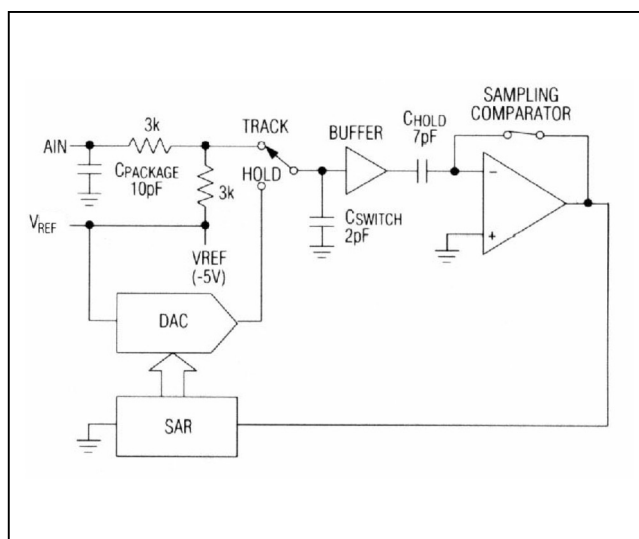 SAMPLING
COMPARATOR
CHOLD
7pF
3k
TRACK
BUFFER
AIN
CPACKAGE
10pF
HOLD
3k
CSWITCH
2pF
VREF
VREF
(-5V)
DAC
SAR
-
+